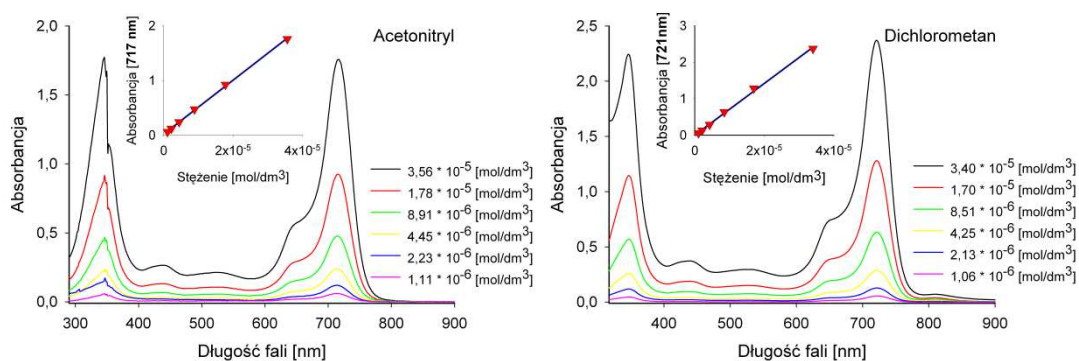 Acetonitryl
Absorbancja
2,0
1,5
1,0
0,5
0,0
300 400 500 600 700 800 900
Długość fali [nm]
Absorbancja [717 nm]
2
1
0
0 2x10-5 4x10-5
Stężenie [mol/dm3]
3,56 * 10-5 [mol/dm3]
1,78 * 10-5 [mol/dm3]
8,91 * 10-6 [mol/dm3]
4,45 * 10-6 [mol/dm3]
2,23 * 10-6 [mol/dm3]
1,11 * 10-6 [mol/dm3]
Dichlorometan
Absorbancja
2,5
2,0
1,5
1,0
0,5
0,0
400 500 600 700 800 900
Długość fali [nm]
Absorbancja [721nm]
3
2
1
0
0 2x10-5 4x10-5
Stężenie [mol/dm3]
3,40 * 10-5 [mol/dm3]
1,70 * 10-5 [mol/dm3]
8,51 * 10-6 [mol/dm3]
4,25 * 10-6 [mol/dm3]
2,13 * 10-6 [mol/dm3]
1,06 * 10-6 [mol/dm3]